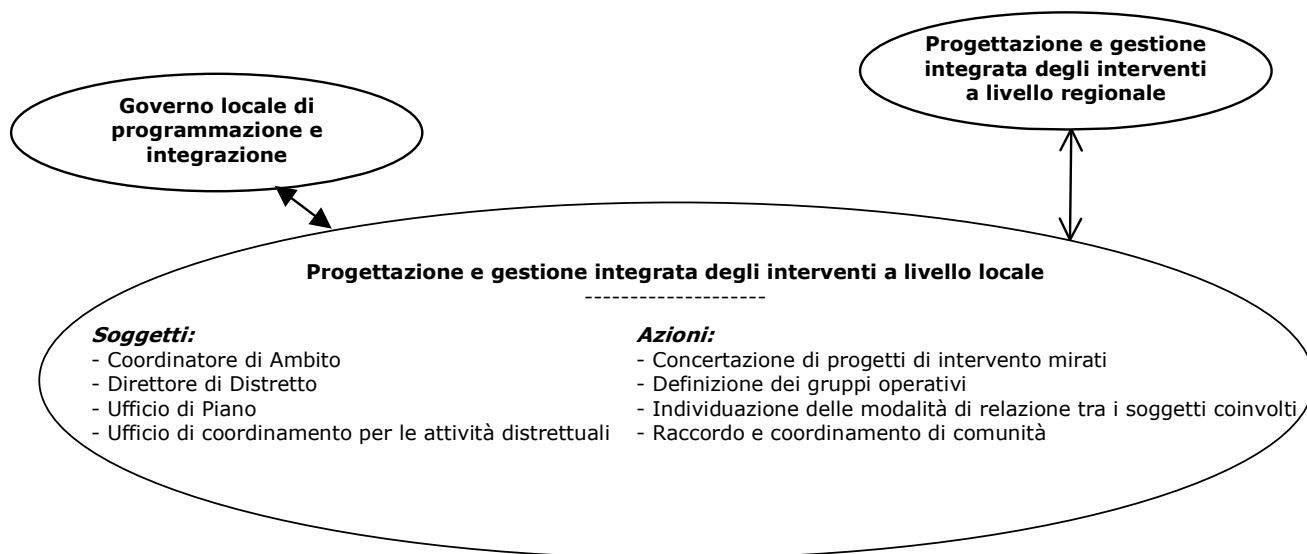 Progettazione e gestione
integrata degli interventi
a livello regionale
Governo locale di
programmazione e
integrazione
Progettazione e gestione integrata degli interventi a livello locale
--------------------
Soggetti:
- Coordinatore di Ambito
- Direttore di Distretto
- Ufficio di Piano
- Ufficio di coordinamento per le attività distrettuali
Azioni:
- Concertazione di progetti di intervento mirati
- Definizione dei gruppi operativi
- Individuazione delle modalità di relazione tra i soggetti coinvolti
- Raccordo e coordinamento di comunità